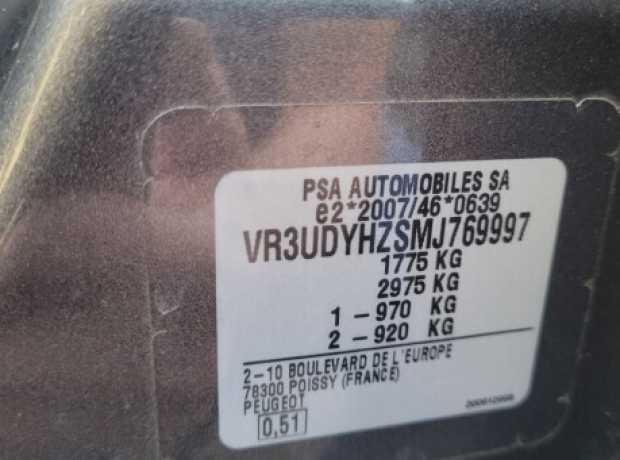 PSA AUTOMOBILES SA
e2*2007/46*0639
VR3UDYHZSMJ769997
1775 KG
2975 KG
1 – 970 KG
2 – 920 KG
2–10 BOULEVARD DE L'EUROPE
78300 POISSY (FRANCE)
PEUGEOT
0,51